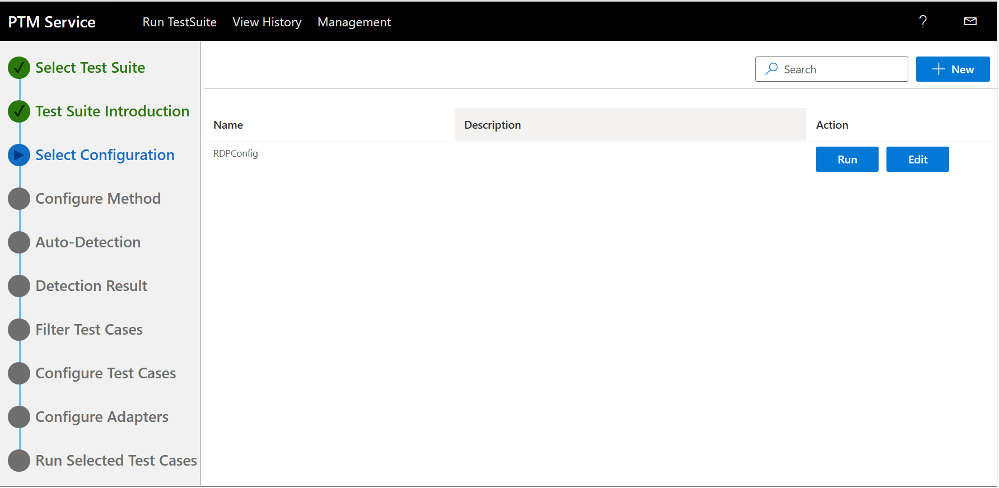 PTM Service Run TestSuite View History Management ?
Select Test Suite
Test Suite Introduction
Select Configuration
Configure Method
Auto-Detection
Detection Result
Filter Test Cases
Configure Test Cases
Configure Adapters
Run Selected Test Cases
Search
New
Name Description Action
RDPConfig Run Edit